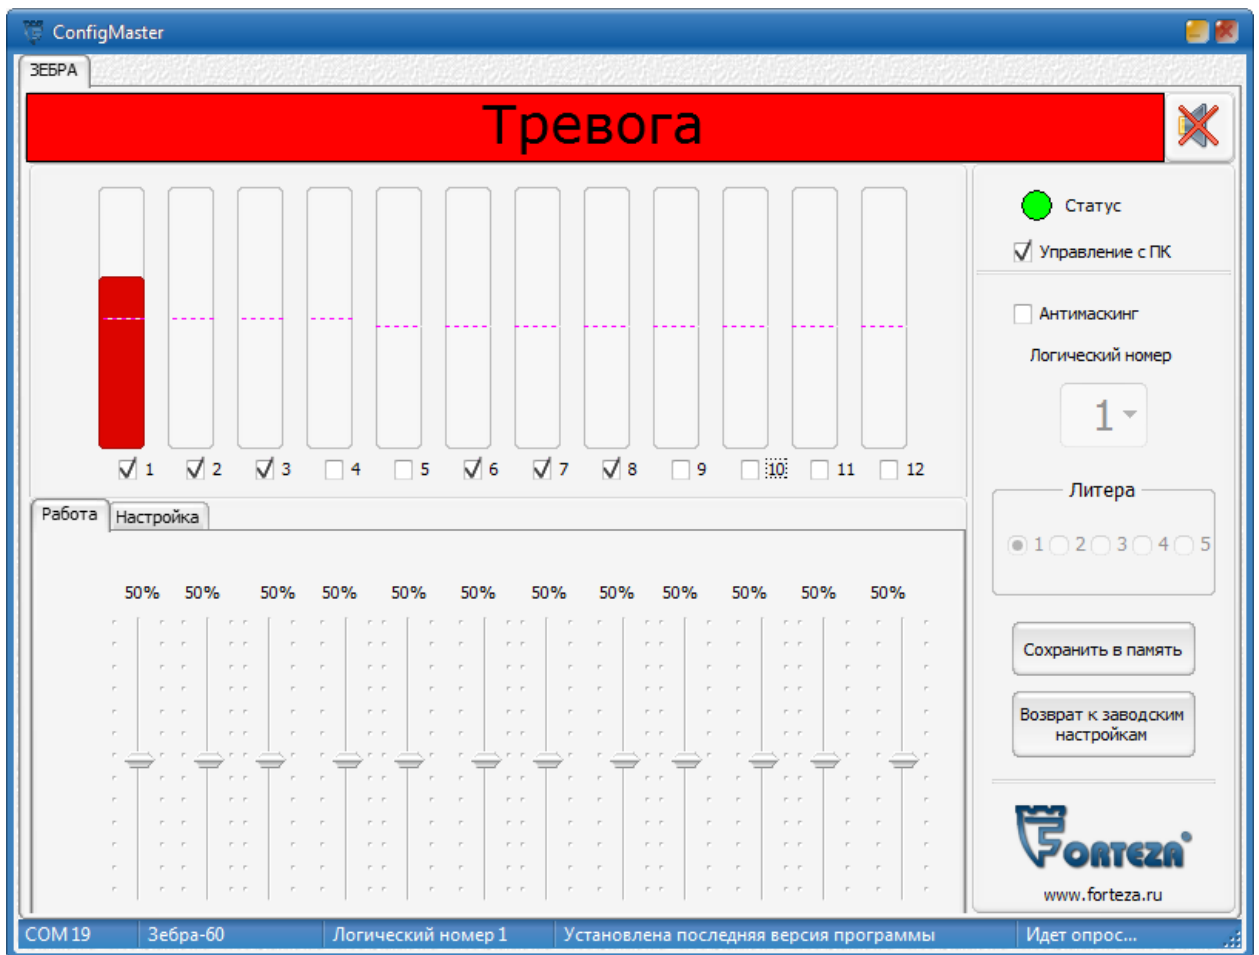 ConfigMaster
ЗЕБРА
Тревога
Статус
Управление с ПК
Антимаскинг
Логический номер
1
1 2 3 4 5 6 7 8 9 10 11 12
Литера
1 2 3 4 5
Работа Настройка
50% 50% 50% 50% 50% 50% 50% 50% 50% 50% 50% 50%
Сохранить в память
Возврат к заводским
настройкам
FORTEZA
www.forteza.ru
COM 19 Зебра-60 Логический номер 1 Установлена последняя версия программы Идет опрос...